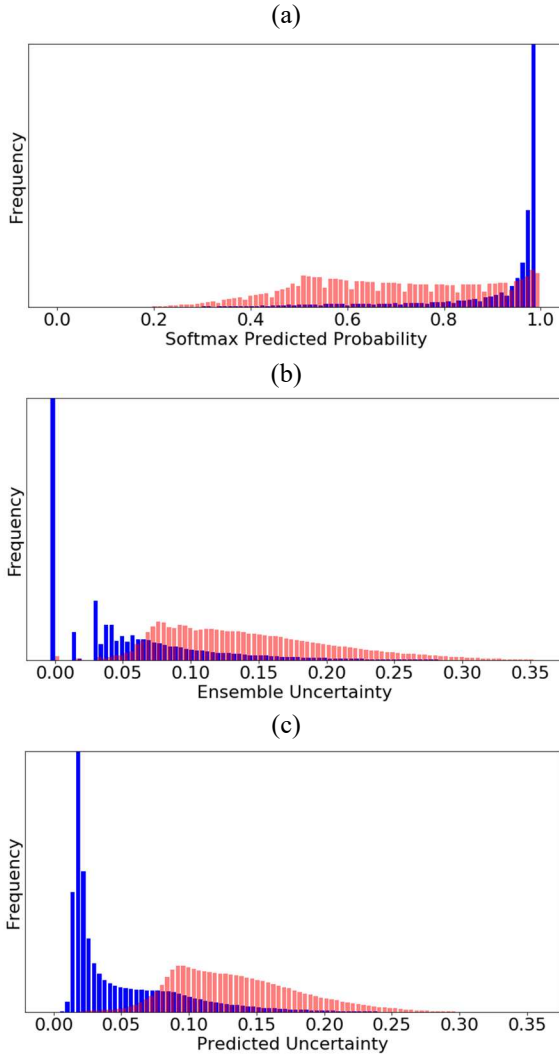 (a)
Frequency
0.0 0.2 0.4 0.6 0.8 1.0
Softmax Predicted Probability
(b)
Frequency
0.00 0.05 0.10 0.15 0.20 0.25 0.30 0.35
Ensemble Uncertainty
(c)
Frequency
0.00 0.05 0.10 0.15 0.20 0.25 0.30 0.35
Predicted Uncertainty